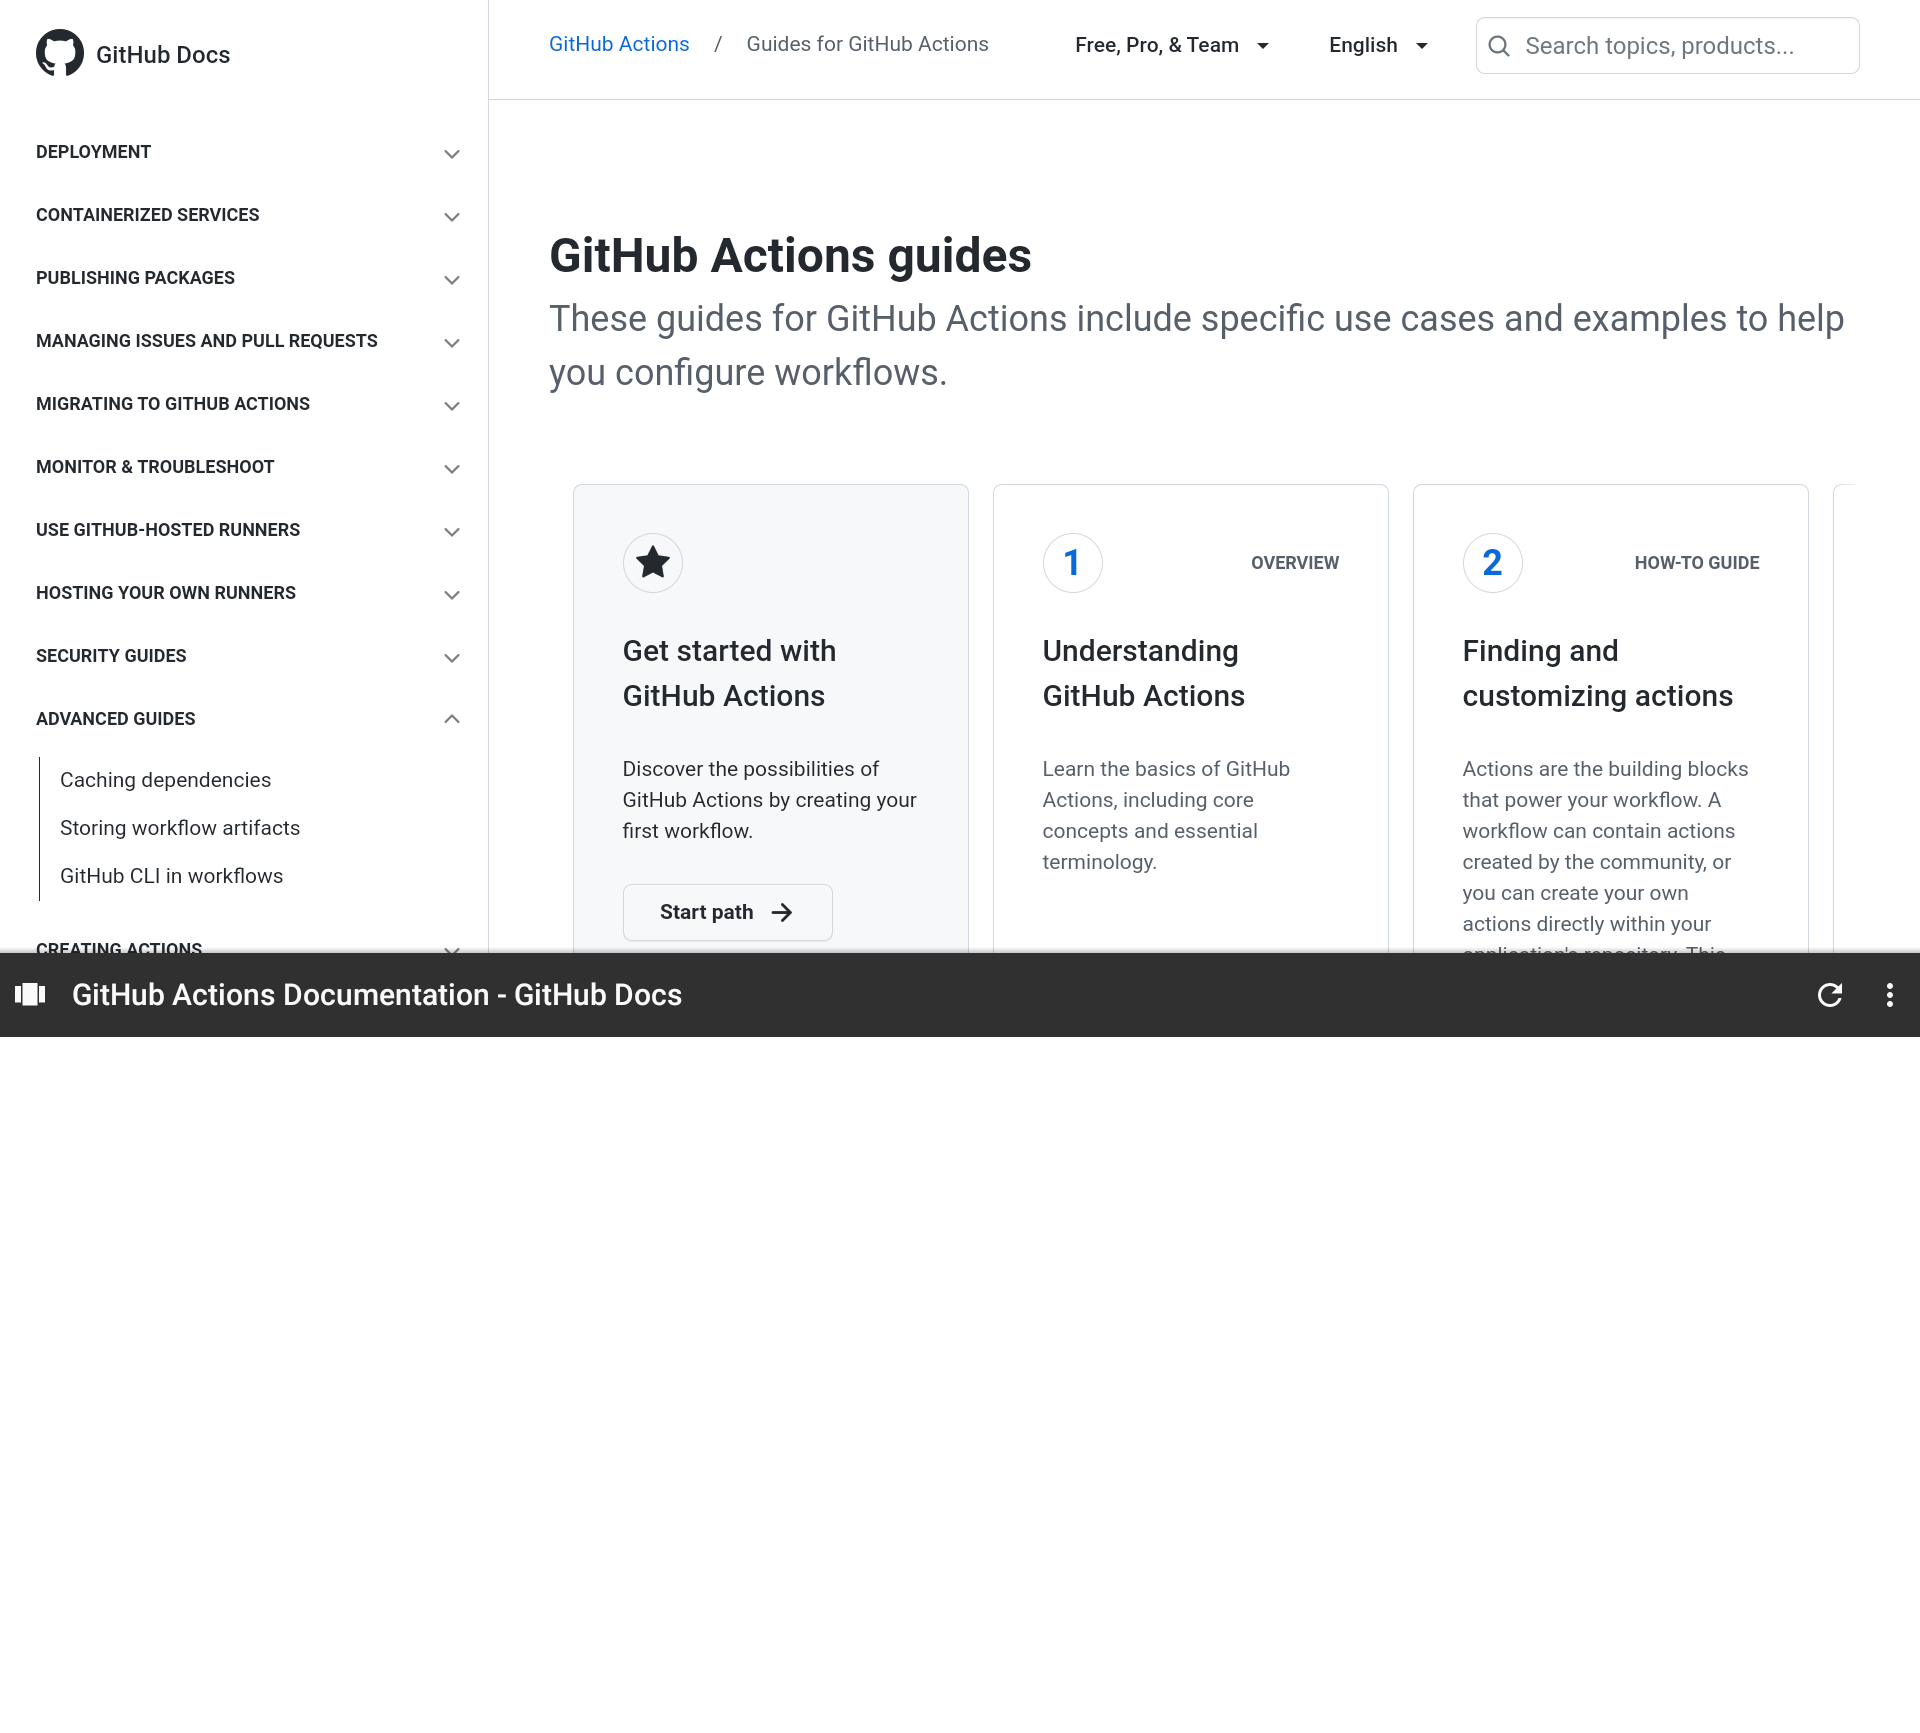 GitHub Docs
GitHub Actions / Guides for GitHub Actions
Free, Pro, & Team
English
Search topics, products...
DEPLOYMENT
CONTAINERIZED SERVICES
PUBLISHING PACKAGES
MANAGING ISSUES AND PULL REQUESTS
MIGRATING TO GITHUB ACTIONS
MONITOR & TROUBLESHOOT
USE GITHUB-HOSTED RUNNERS
HOSTING YOUR OWN RUNNERS
SECURITY GUIDES
ADVANCED GUIDES
Caching dependencies
Storing workflow artifacts
GitHub CLI in workflows
CREATING ACTIONS
GitHub Actions guides
These guides for GitHub Actions include specific use cases and examples to help
you configure workflows.
Get started with
GitHub Actions
Discover the possibilities of
GitHub Actions by creating your
first workflow.
Start path
1
OVERVIEW
Understanding
GitHub Actions
Learn the basics of GitHub
Actions, including core
concepts and essential
terminology.
2
HOW-TO GUIDE
Finding and
customizing actions
Actions are the building blocks
that power your workflow. A
workflow can contain actions
created by the community, or
you can create your own
actions directly within your
application's repository. This
GitHub Actions Documentation - GitHub Docs